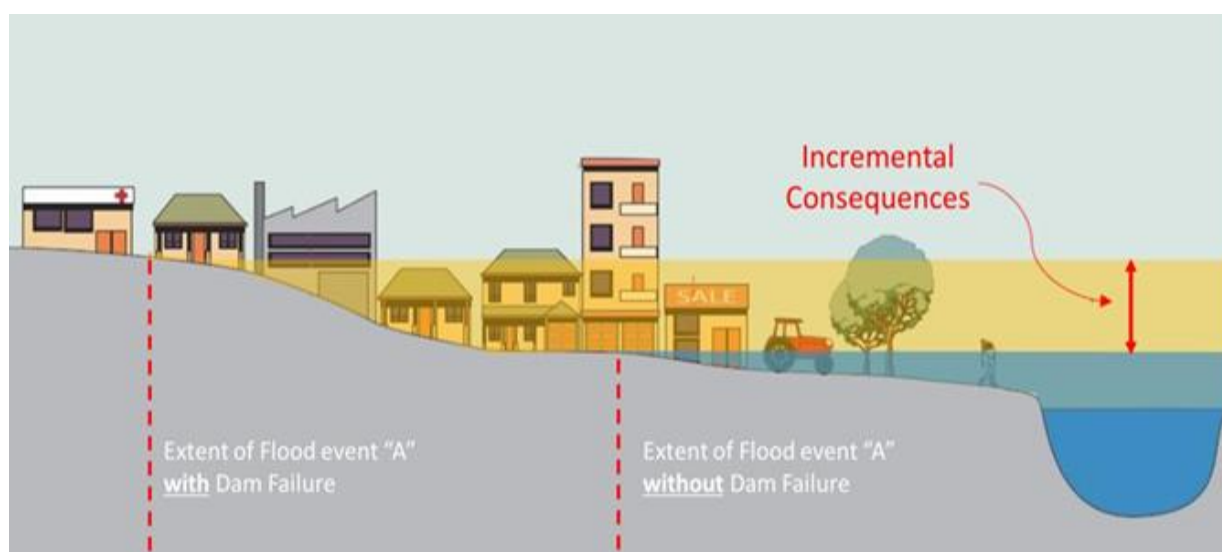 Incremental
Consequences
SALE
Extent of Flood event “A”
with Dam Failure
Extent of Flood event “A”
without Dam Failure